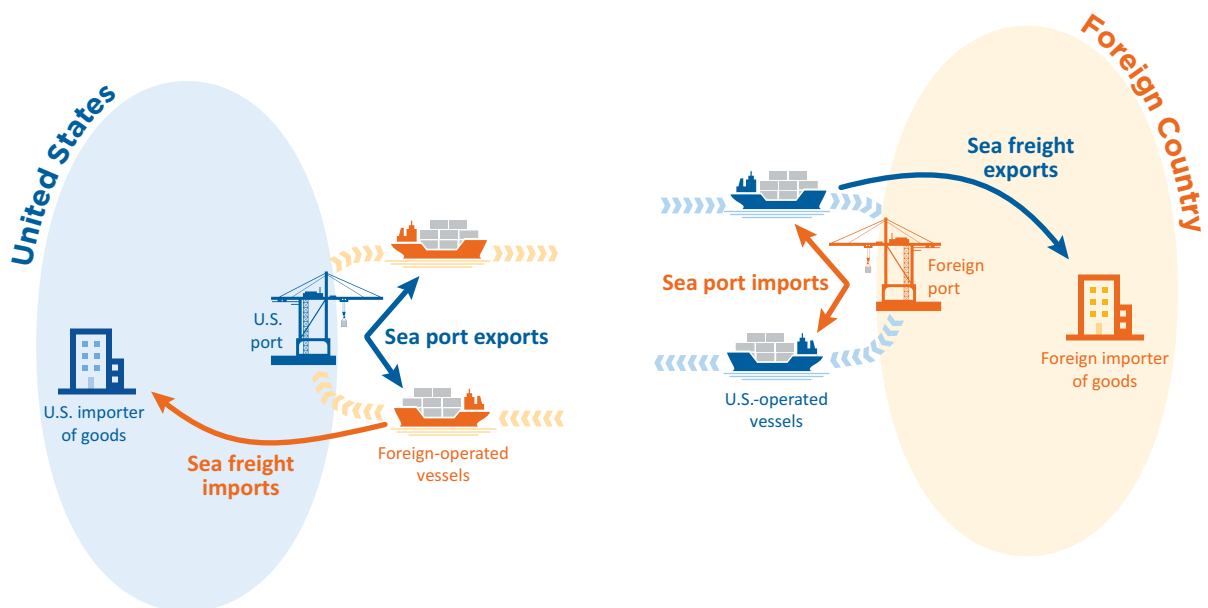 United States
U.S.
port
Sea port exports
U.S. importer
of goods
Sea freight
imports
Foreign-operated
vessels
Foreign Country
Sea freight
exports
Sea port imports
Foreign
port
U.S.-operated
vessels
Foreign importer
of goods